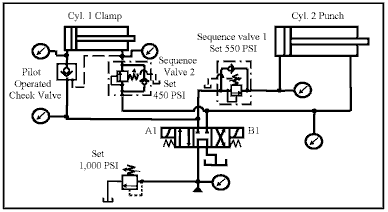 Cyl. 1 Clamp
Sequence valve 1
Set 550 PSI
Cyl. 2 Punch
Sequence
Valve 2
Set
450 PSI
Pilot
Operated
Check Valve
A1
B1
Set
1,000 PSI